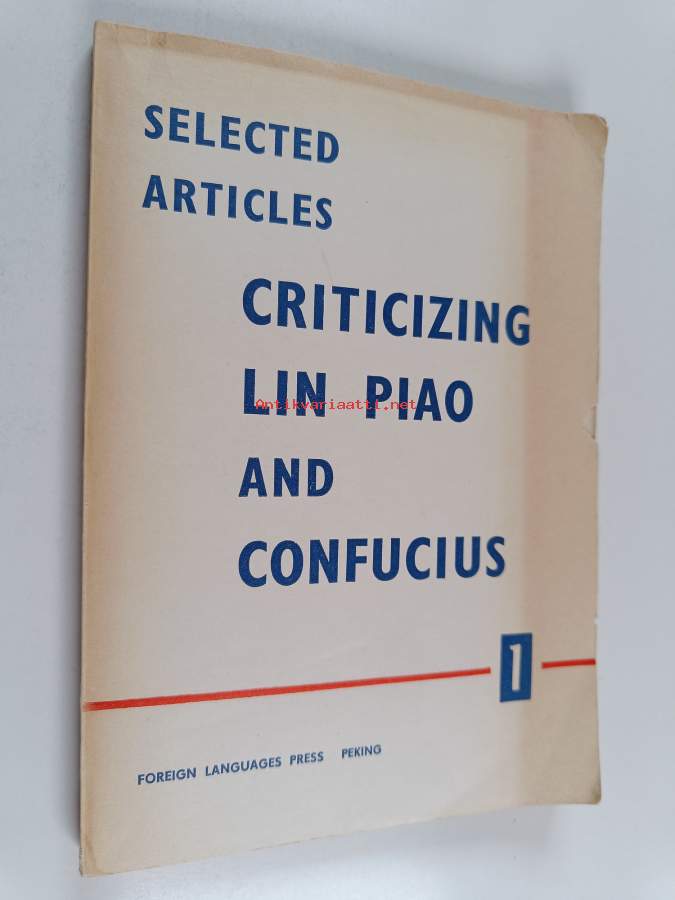 SELECTED
ARTICLES
CRITICIZING
LIN PIAO
Antikvariaatti.net
AND
CONFUCIUS
1
FOREIGN LANGUAGES PRESS PEKING